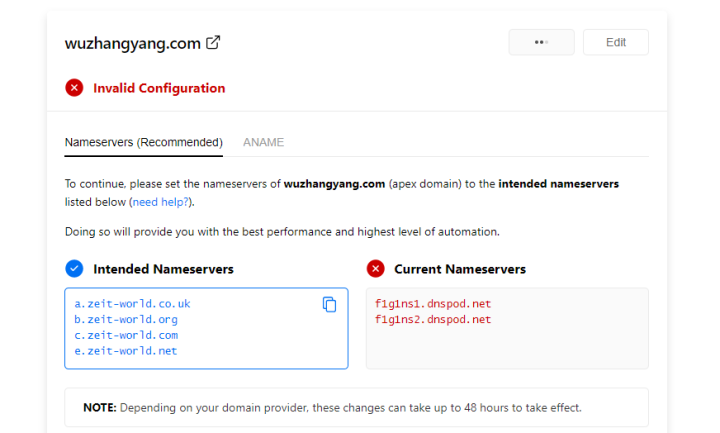 wuzhangyang.com
Edit
Invalid Configuration
Nameservers (Recommended) ANAME
To continue, please set the nameservers of wuzhangyang.com (apex domain) to the intended nameservers
listed below (need help?).
Doing so will provide you with the best performance and highest level of automation.
Intended Nameservers
a.zeit-world.co.uk
b.zeit-world.org
c.zeit-world.com
e.zeit-world.net
Current Nameservers
f1g1ns1.dnspod.net
f1g1ns2.dnspod.net
NOTE: Depending on your domain provider, these changes can take up to 48 hours to take effect.